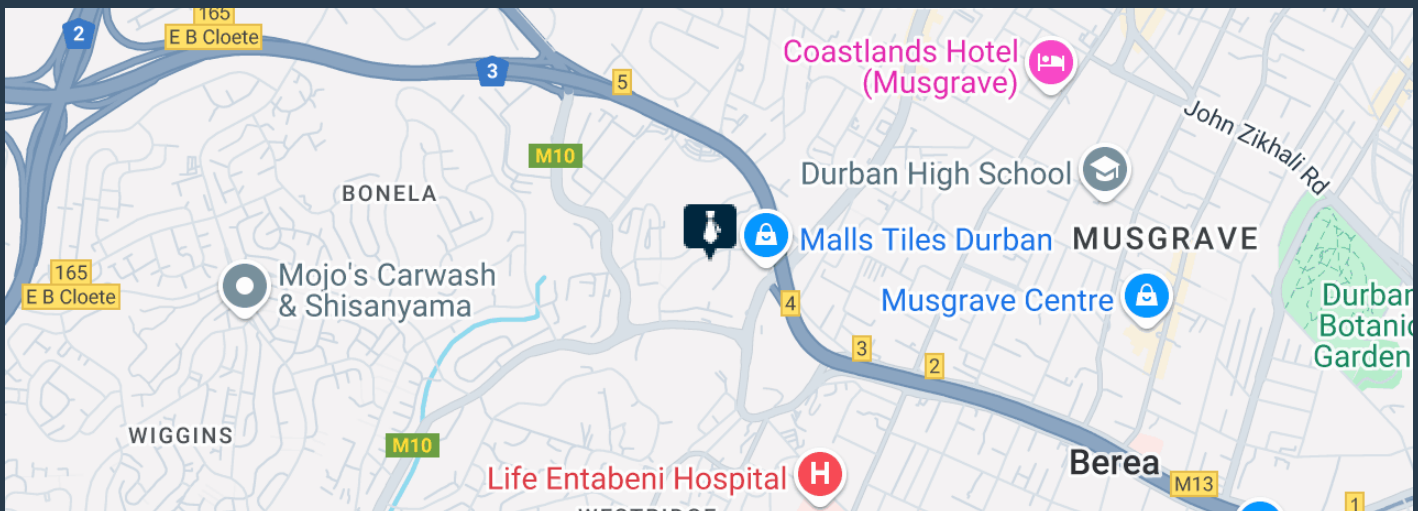 165
E B Cloete
2
3
5
Coastlands Hotel
(Musgrave)
John Zikhali Rd
M10
Durban High School
BONELA
Malls Tiles Durban
MUSGRAVE
165
E B Cloete
Mojo's Carwash
& Shisanyama
4
Musgrave Centre
Durban
Botanic
Garden
3
2
WIGGINS
M10
Life Entabeni Hospital
H
Berea
M13
1
WESTRIDGE